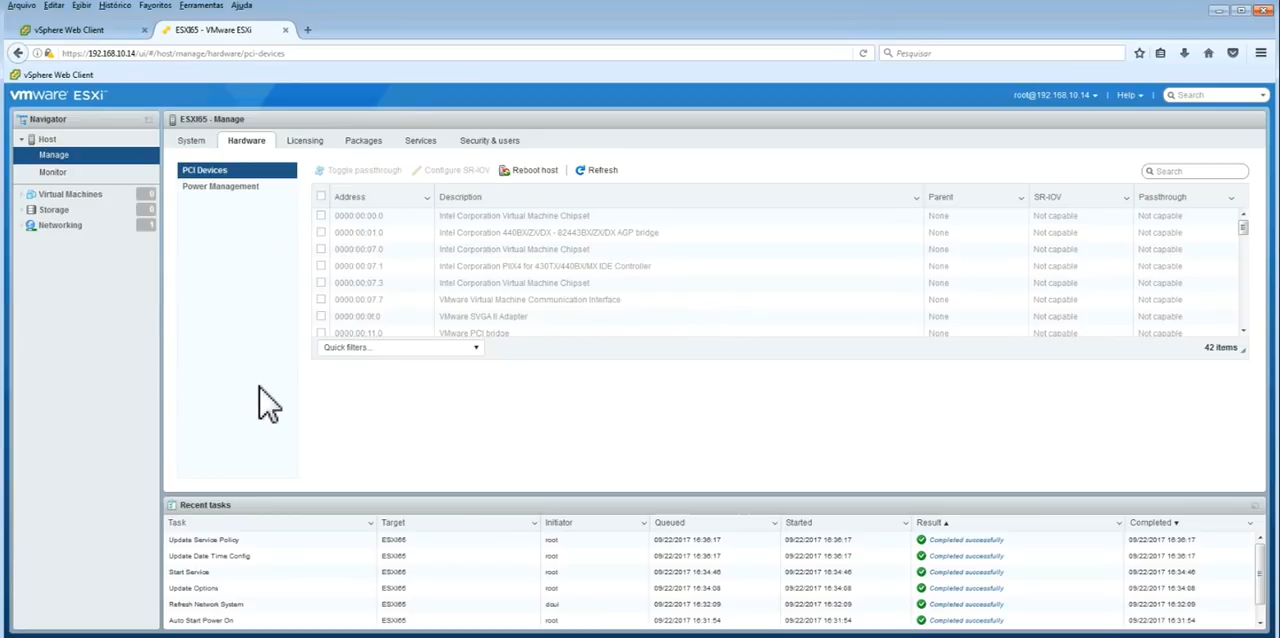 Arquivo Editar Exibir Histórico Favoritos Ferramentas Ajuda
vSphere Web Client × ESXI65 - VMware ESXi × +
https://192.168.10.14/ui/#/host/manage/hardware/pci-devices Pesquisar
vSphere Web Client
vmware ESXi root@192.168.10.14 | Help | Search
Navigator ESXI65 - Manage
Host System Hardware Licensing Packages Services Security & users
Manage
Monitor
Virtual Machines 0
Storage 0
Networking 1
PCI Devices
Power Management
Toggle passthrough Configure SR-IOV Reboot host | Refresh Search
Address Description Parent SR-IOV Passthrough
0000:00:00.0 Intel Corporation Virtual Machine Chipset None Not capable Not capable
0000:00:01.0 Intel Corporation 440BX/ZX/DX - 82443BX/ZX/DX AGP bridge None Not capable Not capable
0000:00:07.0 Intel Corporation Virtual Machine Chipset None Not capable Not capable
0000:00:07.1 Intel Corporation PIIX4 for 430TX/440BX/MX IDE Controller None Not capable Not capable
0000:00:07.3 Intel Corporation Virtual Machine Chipset None Not capable Not capable
0000:00:07.7 VMware Virtual Machine Communication Interface None Not capable Not capable
0000:00:0f.0 VMware SVGA II Adapter None Not capable Not capable
0000:00:11.0 VMware PCI bridge None Not capable Not capable
Quick filters... 42 items
Recent tasks
Task Target Initiator Queued Started Result Completed
Update Service Policy ESXI65 root 09/22/2017 16:36:17 09/22/2017 16:36:17 Completed successfully 09/22/2017 16:36:17
Update Date Time Config ESXI65 root 09/22/2017 16:36:17 09/22/2017 16:36:17 Completed successfully 09/22/2017 16:36:17
Start Service ESXI65 root 09/22/2017 16:34:46 09/22/2017 16:34:46 Completed successfully 09/22/2017 16:34:46
Update Options ESXI65 root 09/22/2017 16:34:08 09/22/2017 16:34:08 Completed successfully 09/22/2017 16:34:08
Refresh Network System ESXI65 dcui 09/22/2017 16:32:09 09/22/2017 16:32:09 Completed successfully 09/22/2017 16:32:09
Auto Start Power On ESXI65 root 09/22/2017 16:31:54 09/22/2017 16:31:54 Completed successfully 09/22/2017 16:31:54